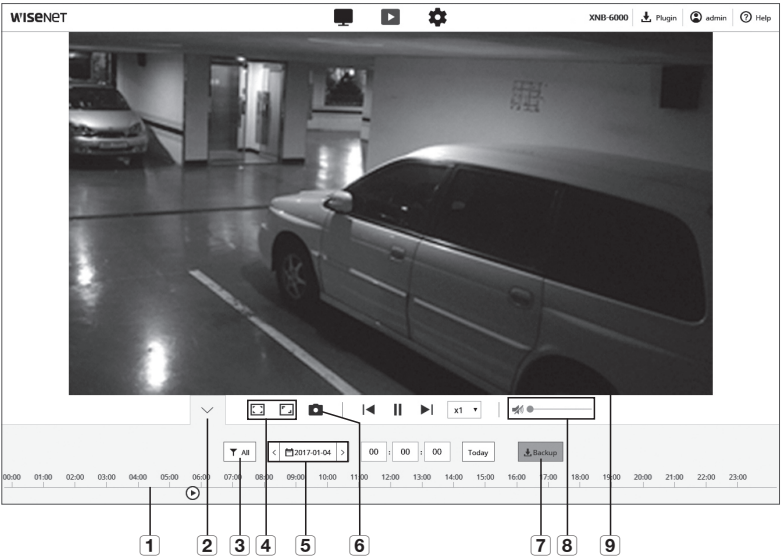 WISENET
XNB-6000 Plugin admin Help
x1
All 2017-01-04 00 : 00 : 00 Today Backup
00:00 01:00 02:00 03:00 04:00 05:00 06:00 07:00 08:00 09:00 10:00 11:00 12:00 13:00 14:00 15:00 16:00 17:00 18:00 19:00 20:00 21:00 22:00 23:00
1 2 3 4 5 6 7 8 9